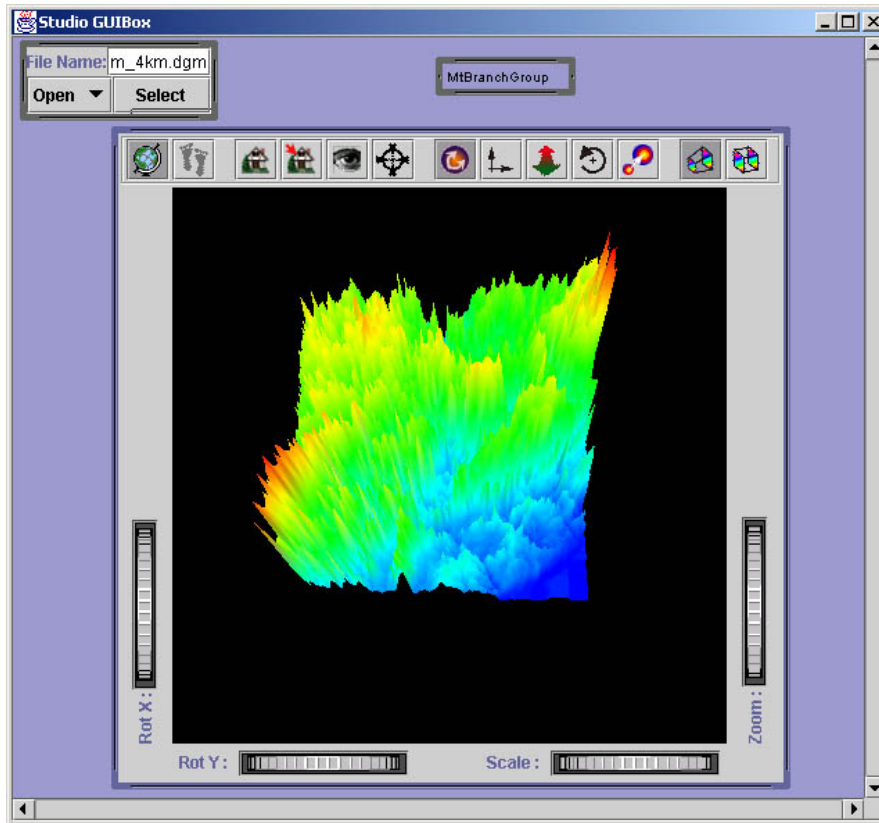 Studio GUIBox
File Name: m_4km.dgm
Open Select
MtBranchGroup
Rot X :
Zoom :
Rot Y :
Scale :